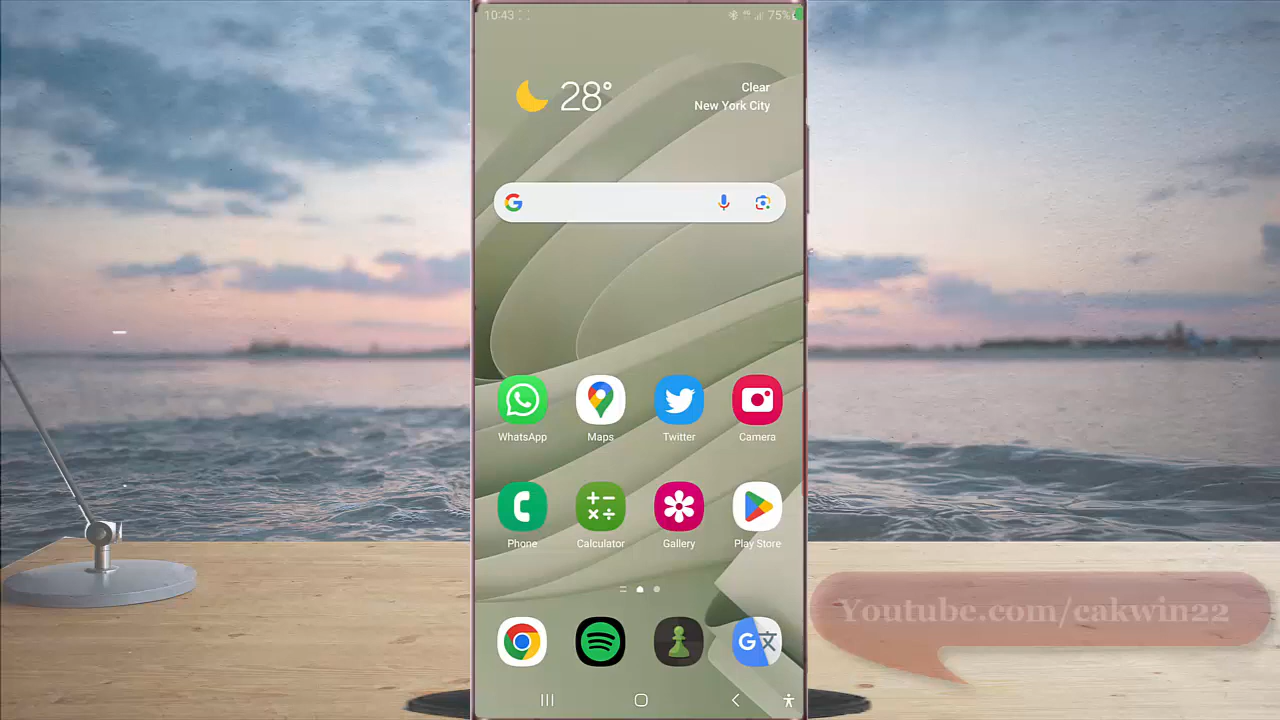 10:43
75%
28°
Clear
New York City
WhatsApp
Maps
Twitter
Camera
Phone
Calculator
Gallery
Play Store
Youtube.com/cakwin22